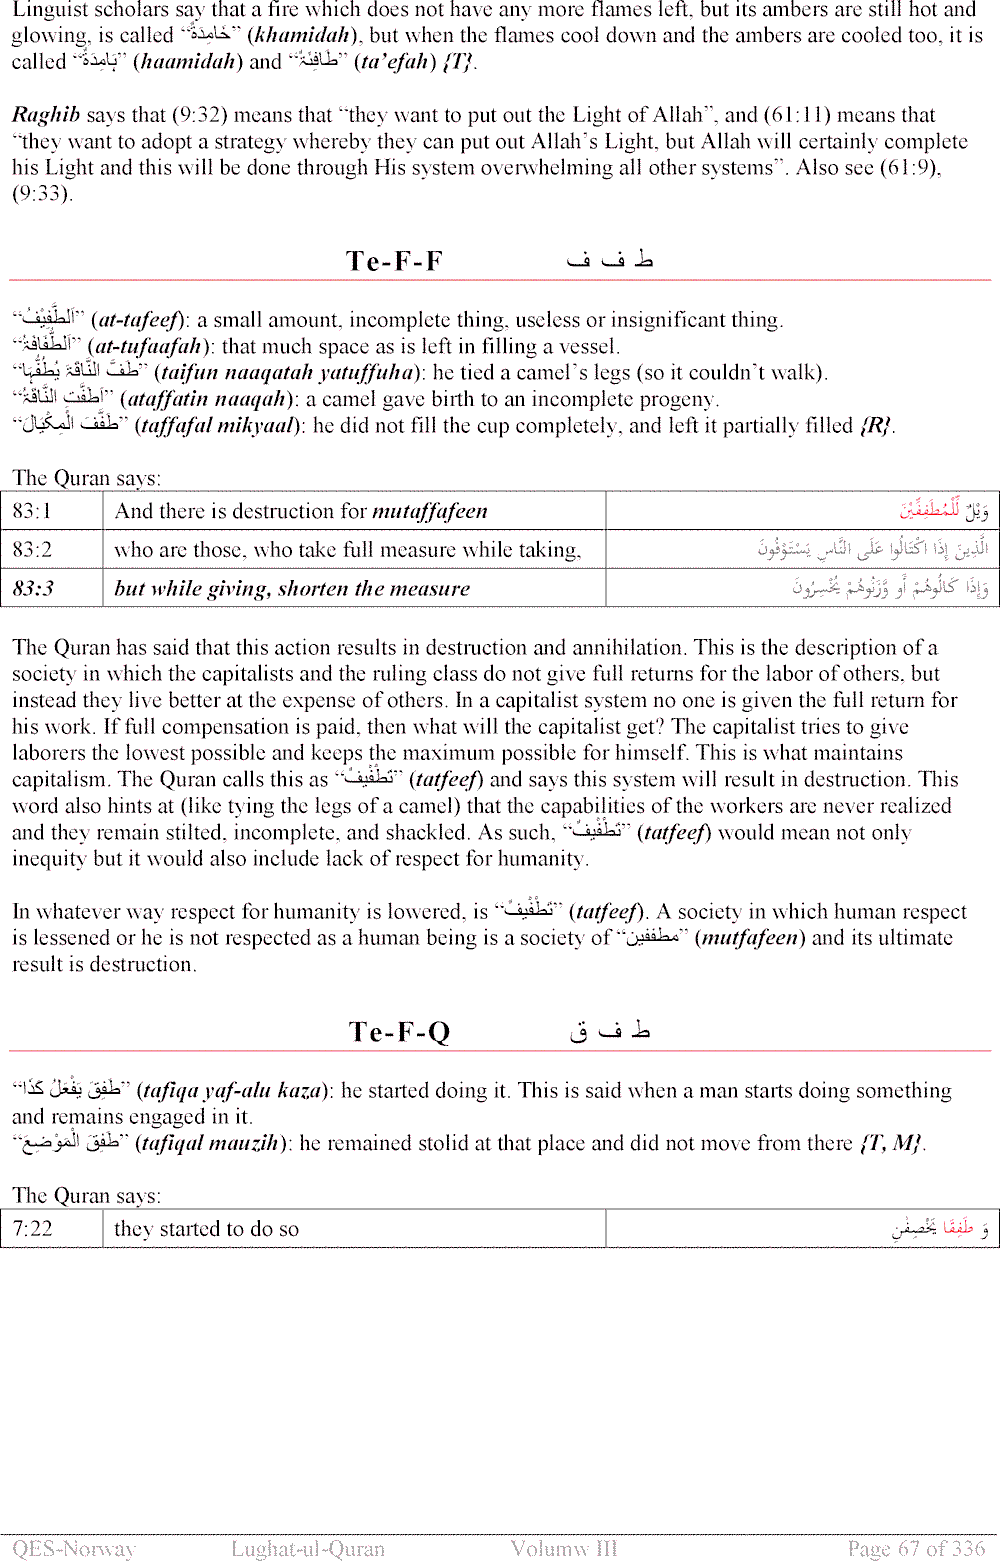 Linguist scholars say that a fire which does not have any more flames left, but its ambers are still hot and
glowing, is called “خَامِدَةٌ” (khamidah), but when the flames cool down and the ambers are cooled too, it is
called “ہَامِدَةٌ” (haamidah) and “طَافِئَةٌ” (ta’efah) {T}.
Raghib says that (9:32) means that “they want to put out the Light of Allah”, and (61:11) means that
“they want to adopt a strategy whereby they can put out Allah’s Light, but Allah will certainly complete
his Light and this will be done through His system overwhelming all other systems”. Also see (61:9),
(9:33).
Te-F-F ط ف ف
“اَلطَّفِيْفُ” (at-tafeef): a small amount, incomplete thing, useless or insignificant thing.
“اَلطُّفَافَةُ” (at-tufaafah): that much space as is left in filling a vessel.
“طَفَّ النَّاقَۃَ یُطُفُّہَا” (taifun naaqatah yatuffuha): he tied a camel’s legs (so it couldn’t walk).
“اَطَفَّتِ النَّاقَۃُ” (ataffatin naaqah): a camel gave birth to an incomplete progeny.
“طَفَّفَ الْمِكْيَالَ” (taffafal mikyaal): he did not fill the cup completely, and left it partially filled {R}.
The Quran says:
83:1 And there is destruction for mutaffafeen وَيْلٌ لِّلْمُطَفِّفِيْنَ
83:2 who are those, who take full measure while taking, الَّذِينَ إِذَا اكْتَالُوا عَلَى النَّاسِ يَسْتَوْفُونَ
83:3 but while giving, shorten the measure وَإِذَا كَالُوهُمْ أَو وَّزَنُوهُمْ يُخْسِرُونَ
The Quran has said that this action results in destruction and annihilation. This is the description of a
society in which the capitalists and the ruling class do not give full returns for the labor of others, but
instead they live better at the expense of others. In a capitalist system no one is given the full return for
his work. If full compensation is paid, then what will the capitalist get? The capitalist tries to give
laborers the lowest possible and keeps the maximum possible for himself. This is what maintains
capitalism. The Quran calls this as “تَطْفِیْفٌ” (tatfeef) and says this system will result in destruction. This
word also hints at (like tying the legs of a camel) that the capabilities of the workers are never realized
and they remain stilted, incomplete, and shackled. As such, “تَطْفِیْفٌ” (tatfeef) would mean not only
inequity but it would also include lack of respect for humanity.
In whatever way respect for humanity is lowered, is “تَطْفِیْفٌ” (tatfeef). A society in which human respect
is lessened or he is not respected as a human being is a society of “مطففین” (mutfafeen) and its ultimate
result is destruction.
Te-F-Q ط ف ق
“طَفِقَ یَفْعَلُ کَذَا” (tafiqa yaf-alu kaza): he started doing it. This is said when a man starts doing something
and remains engaged in it.
“طَفِقَ الْمَوْضِعَ” (tafiqal mauzih): he remained stolid at that place and did not move from there {T, M}.
The Quran says:
7:22 they started to do so وَ طَفِقَا يَخْصِفٰنِ
QES-Norway Lughat-ul-Quran Volumw III Page 67 of 336